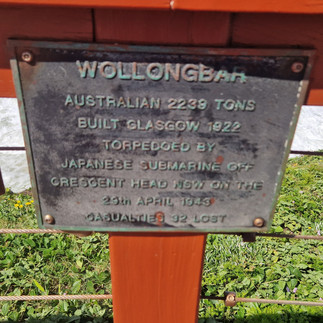 WOLLONGBAR
AUSTRALIAN 2239 TONS
BUILT GLASGOW 1922
TORPEDOED BY
JAPANESE SUBMARINE OFF
CRESCENT HEAD NSW ON THE
29th APRIL 1943
CASUALTIES 32 LOST